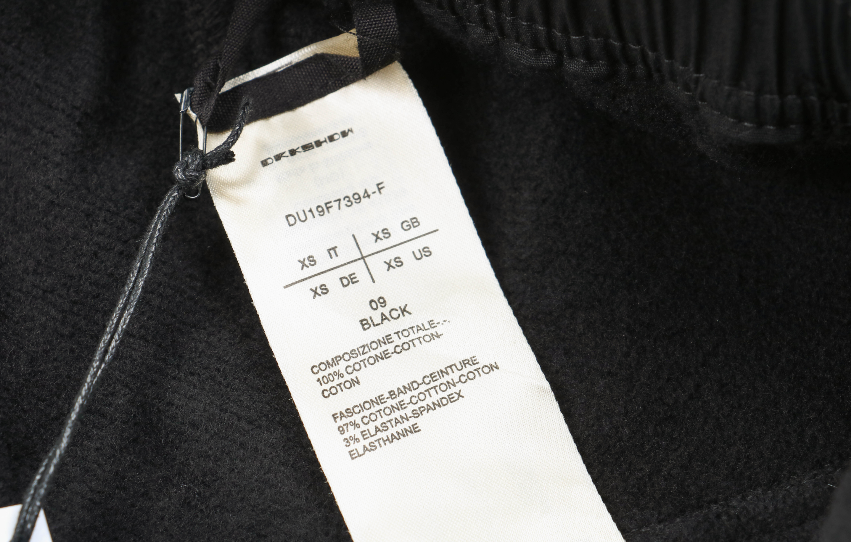 DRKSHDW
DU19F7394-F
XS IT XS GB
XS DE XS US
09
BLACK
COMPOSIZIONE TOTALE-.-.
100% COTONE-COTTON-
COTON
FASCIONE-BAND-CEINTURE
97% COTONE-COTTON-COTON
3% ELASTAN-SPANDEX
ELASTHANNE